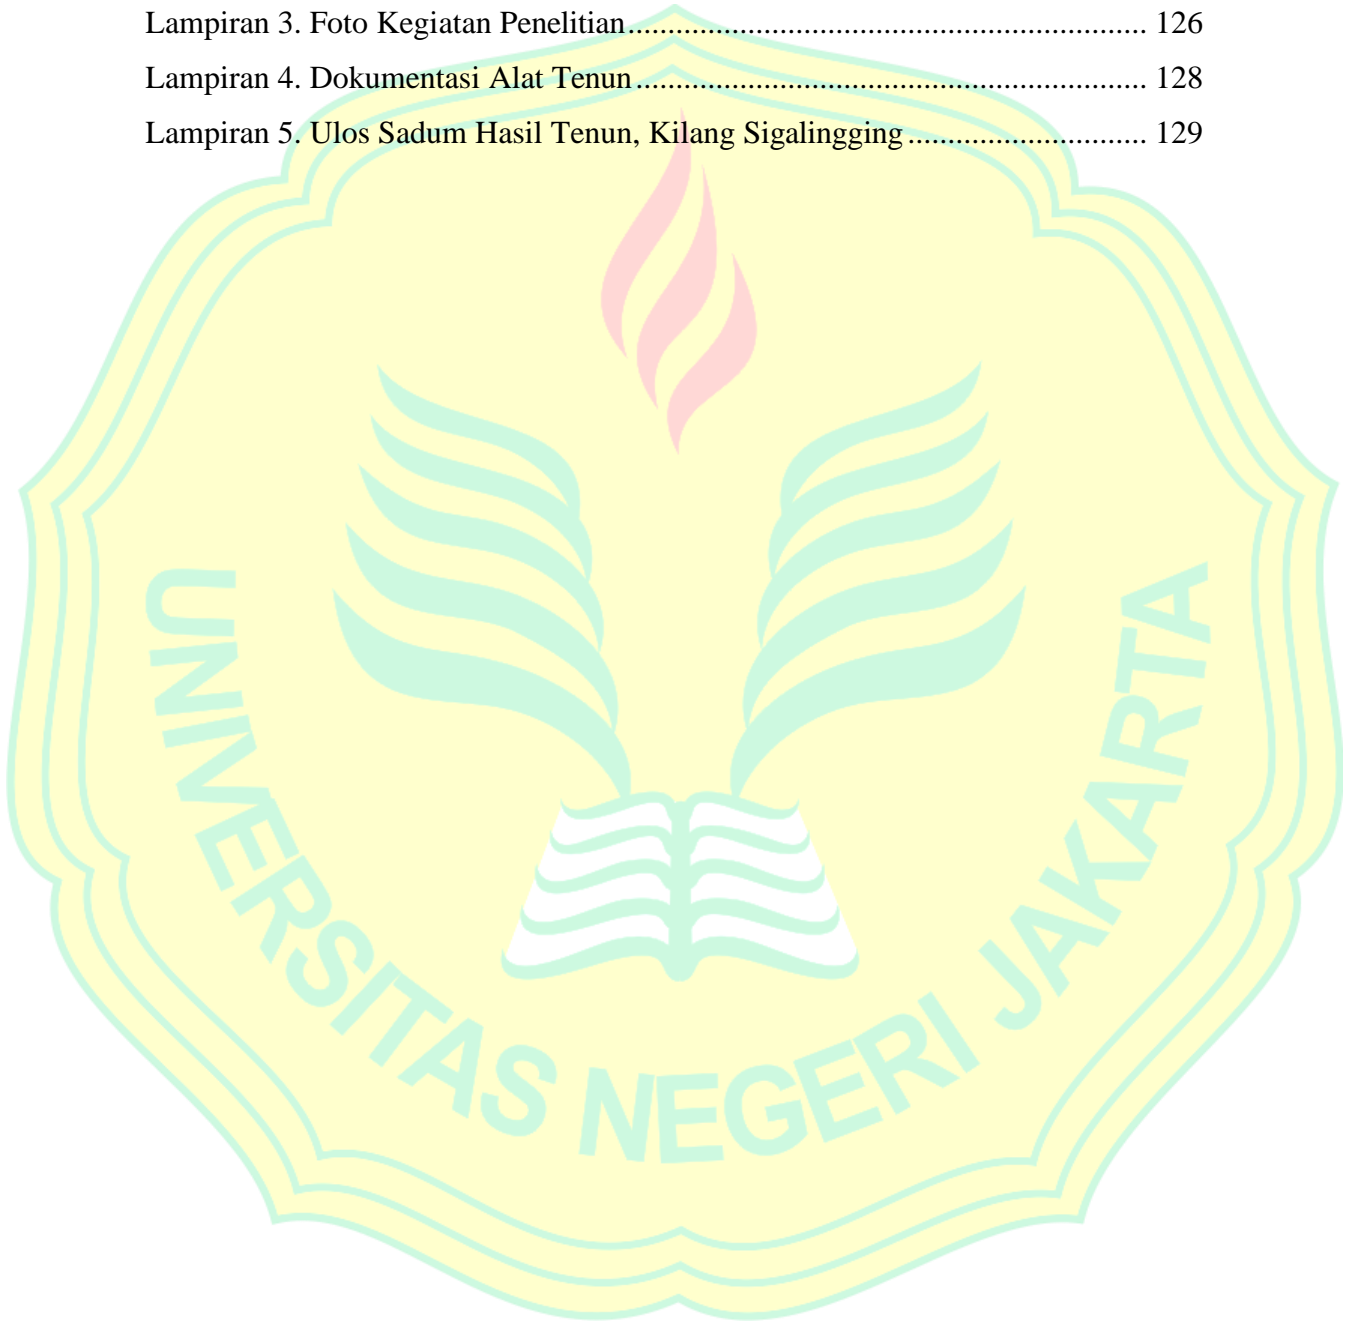 Lampiran 3. Foto Kegiatan Penelitian................................................................. 126
Lampiran 4. Dokumentasi Alat Tenun................................................................ 128
Lampiran 5. Ulos Sadum Hasil Tenun, Kilang Sigalingging.............................. 129
UNIVERSITAS NEGERI JAKARTA